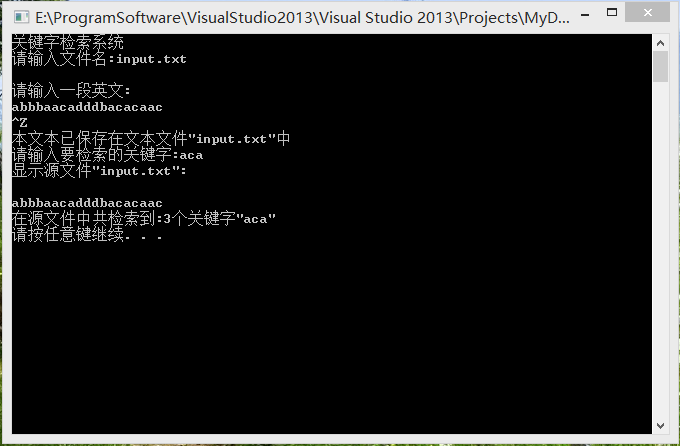 E:\ProgramSoftware\VisualStudio2013\Visual Studio 2013\Projects\MyD...
关键字检索系统
请输入文件名:input.txt
请输入一段英文:
abbbaacadddbacacaac
^Z
本文本已保存在文本文件"input.txt"中
请输入要检索的关键字:aca
显示源文件"input.txt":
abbbaacadddbacacaac
在源文件中共检索到:3个关键字"aca"
请按任意键继续. . .